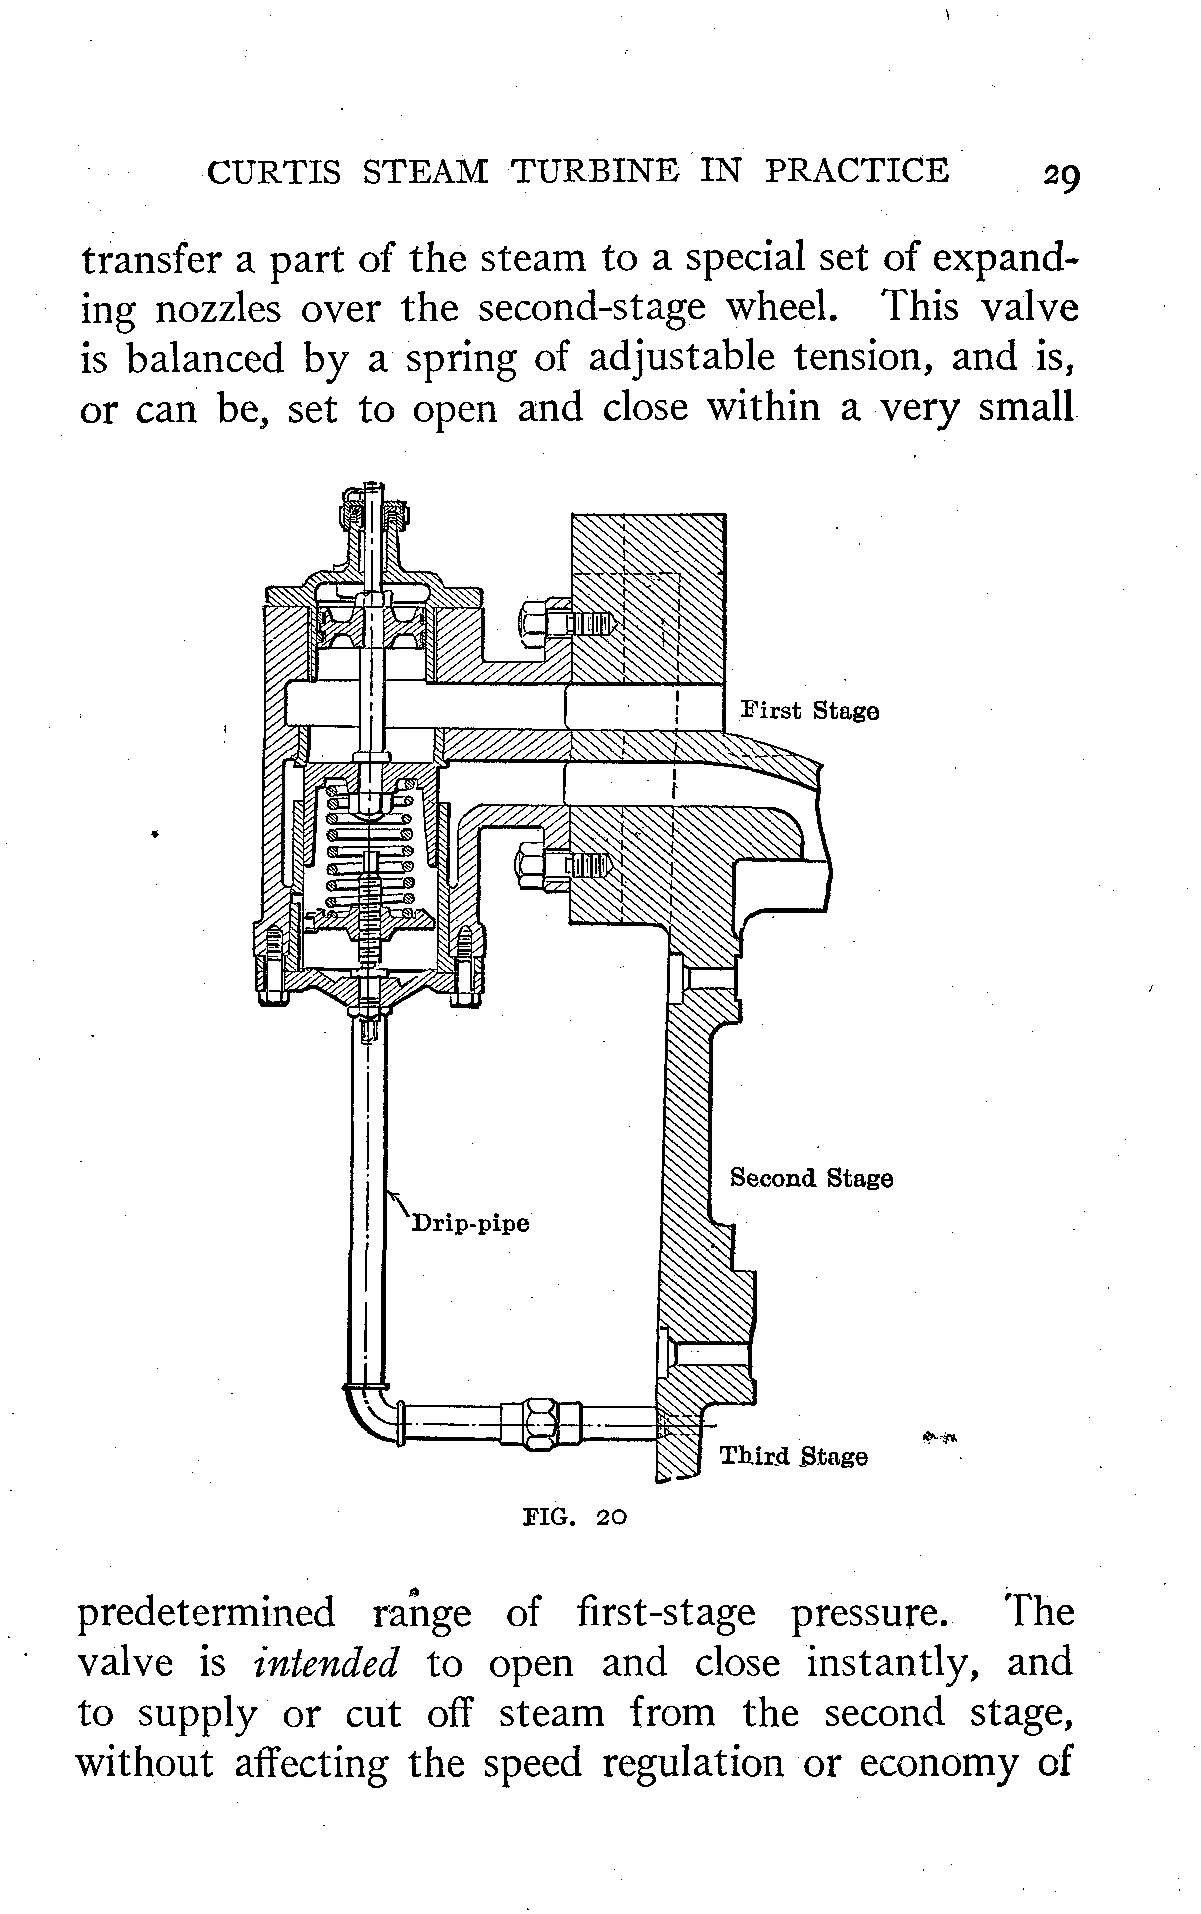 CURTIS STEAM TURBINE IN PRACTICE 29
transfer a part of the steam to a special set of expand-
ing nozzles over the second-stage wheel. This valve
is balanced by a spring of adjustable tension, and is,
or can be, set to open and close within a very small
First Stage
Second Stage
Drip-pipe
Third Stage
FIG. 20
predetermined range of first-stage pressure. The
valve is intended to open and close instantly, and
to supply or cut off steam from the second stage,
without affecting the speed regulation or economy of